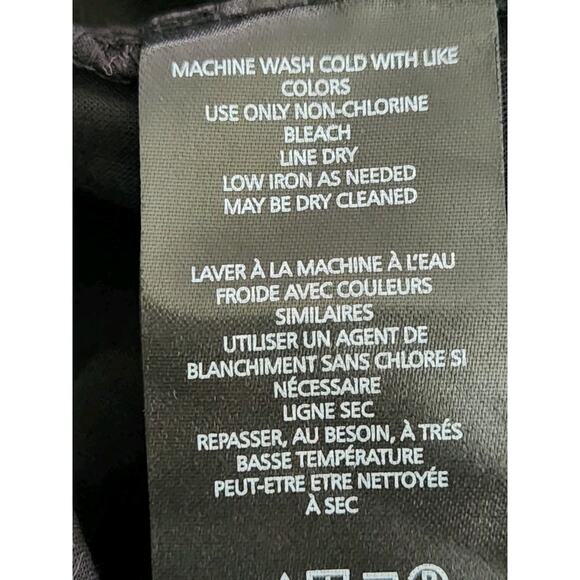 MACHINE WASH COLD WITH LIKE
COLORS
USE ONLY NON-CHLORINE
BLEACH
LINE DRY
LOW IRON AS NEEDED
MAY BE DRY CLEANED
LAVER À LA MACHINE À L'EAU
FROIDE AVEC COULEURS
SIMILAIRES
UTILISER UN AGENT DE
BLANCHIMENT SANS CHLORE SI
NÉCESSAIRE
LIGNE SEC
REPASSER, AU BESOIN, À TRÉS
BASSE TEMPÉRATURE
PEUT-ETRE ETRE NETTOYÉE
À SEC